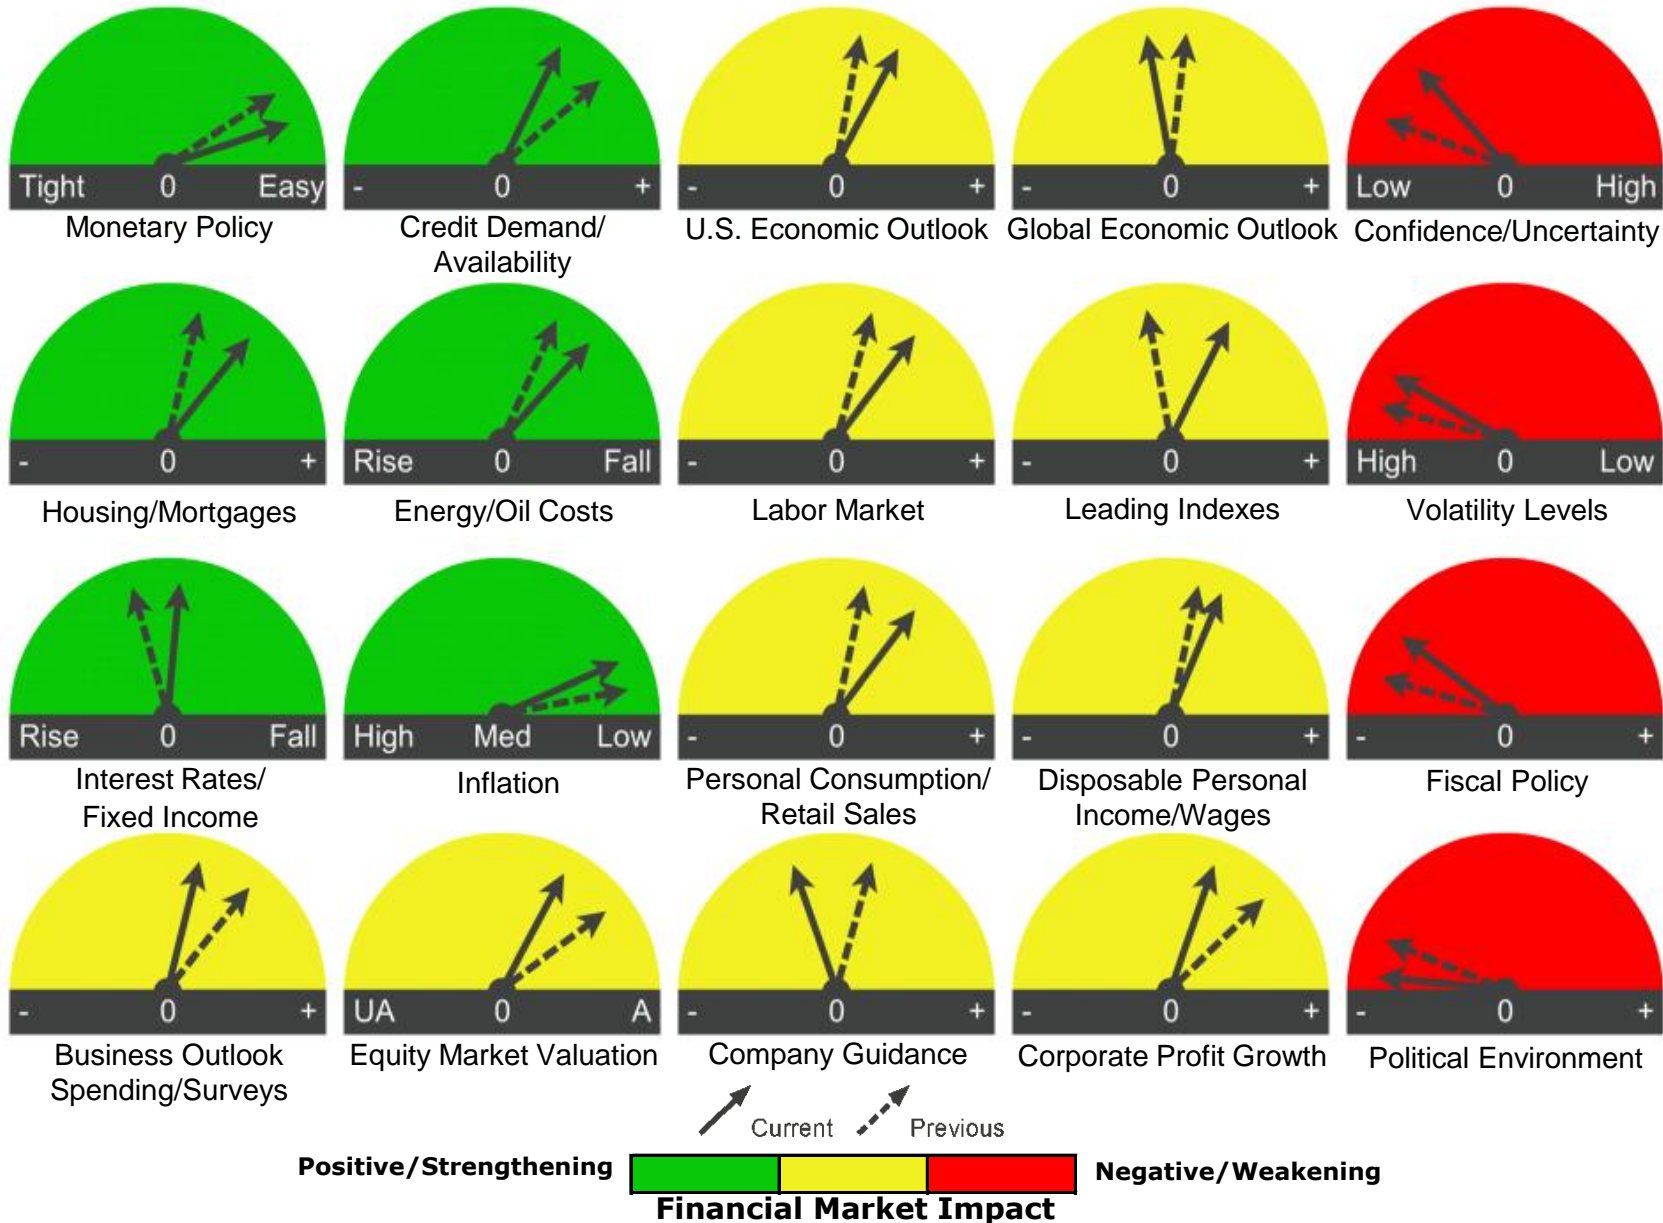 Tight 0 Easy
- 0 +
- 0 +
- 0 +
Low 0 High
Monetary Policy
Credit Demand/
Availability
U.S. Economic Outlook
Global Economic Outlook
Confidence/Uncertainty
- 0 +
Rise 0 Fall
- 0 +
- 0 +
High 0 Low
Housing/Mortgages
Energy/Oil Costs
Labor Market
Leading Indexes
Volatility Levels
Rise 0 Fall
High Med Low
- 0 +
- 0 +
- 0 +
Interest Rates/
Fixed Income
Inflation
Personal Consumption/
Retail Sales
Disposable Personal
Income/Wages
Fiscal Policy
- 0 +
UA 0 A
- 0 +
- 0 +
- 0 +
Business Outlook
Spending/Surveys
Equity Market Valuation
Company Guidance
Corporate Profit Growth
Political Environment
Current
Previous
Positive/Strengthening
Negative/Weakening
Financial Market Impact